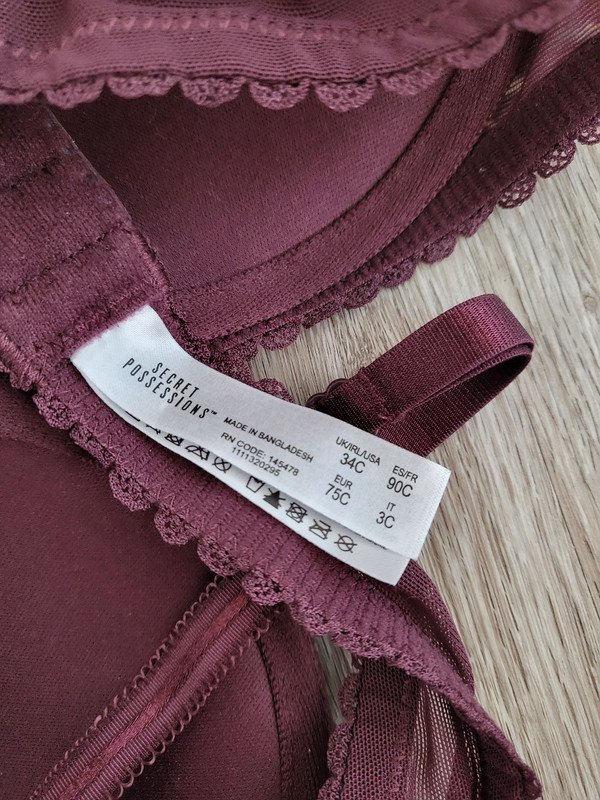 SECRET
POSSESSIONS™
MADE IN BANGLADESH
RN CODE: 145478
1111320295
UK/IRL/USA
34C
ES/FR
90C
EUR
75C
IT
3C